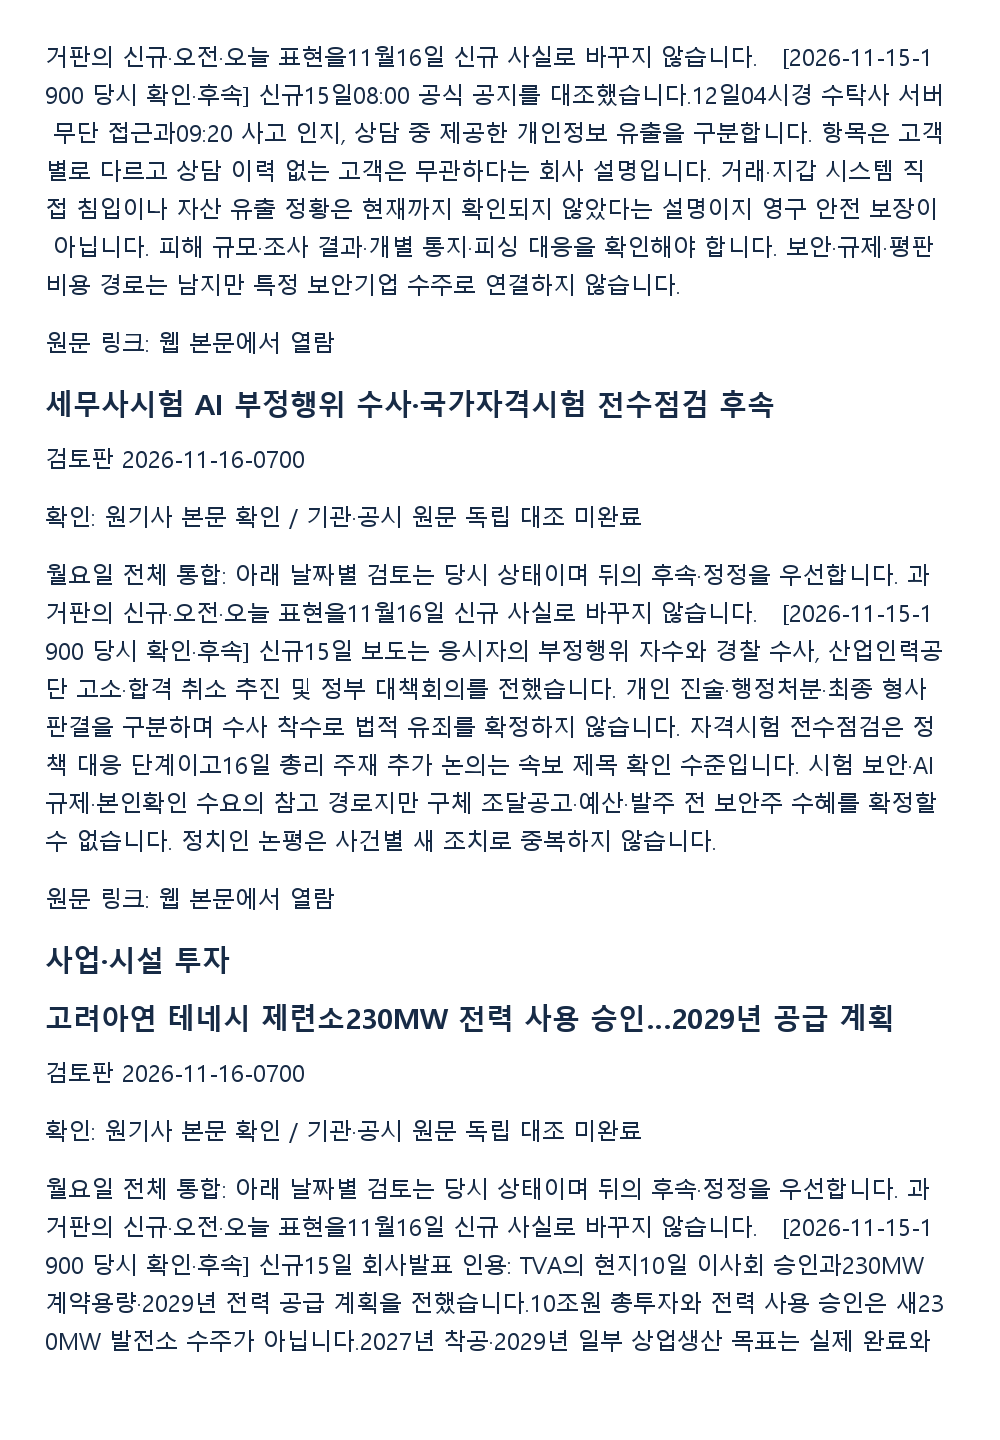 거판의 신규·오전·오늘 표현을11월16일 신규 사실로 바꾸지 않습니다.   [2026-11-15-1
900 당시 확인·후속] 신규15일08:00 공식 공지를 대조했습니다.12일04시경 수탁사 서버
무단 접근과09:20 사고 인지, 상담 중 제공한 개인정보 유출을 구분합니다. 항목은 고객
별로 다르고 상담 이력 없는 고객은 무관하다는 회사 설명입니다. 거래·지갑 시스템 직
접 침입이나 자산 유출 정황은 현재까지 확인되지 않았다는 설명이지 영구 안전 보장이
아닙니다. 피해 규모·조사 결과·개별 통지·피싱 대응을 확인해야 합니다. 보안·규제·평판
비용 경로는 남지만 특정 보안기업 수주로 연결하지 않습니다.
원문 링크: 웹 본문에서 열람
세무사시험 AI 부정행위 수사·국가자격시험 전수점검 후속
검토판 2026-11-16-0700
확인: 원기사 본문 확인 / 기관·공시 원문 독립 대조 미완료
월요일 전체 통합: 아래 날짜별 검토는 당시 상태이며 뒤의 후속·정정을 우선합니다. 과
거판의 신규·오전·오늘 표현을11월16일 신규 사실로 바꾸지 않습니다.   [2026-11-15-1
900 당시 확인·후속] 신규15일 보도는 응시자의 부정행위 자수와 경찰 수사, 산업인력공
단 고소·합격 취소 추진 및 정부 대책회의를 전했습니다. 개인 진술·행정처분·최종 형사
판결을 구분하며 수사 착수로 법적 유죄를 확정하지 않습니다. 자격시험 전수점검은 정
책 대응 단계이고16일 총리 주재 추가 논의는 속보 제목 확인 수준입니다. 시험 보안·AI
규제·본인확인 수요의 참고 경로지만 구체 조달공고·예산·발주 전 보안주 수혜를 확정할
수 없습니다. 정치인 논평은 사건별 새 조치로 중복하지 않습니다.
원문 링크: 웹 본문에서 열람
사업·시설 투자
고려아연 테네시 제련소230MW 전력 사용 승인…2029년 공급 계획
검토판 2026-11-16-0700
확인: 원기사 본문 확인 / 기관·공시 원문 독립 대조 미완료
월요일 전체 통합: 아래 날짜별 검토는 당시 상태이며 뒤의 후속·정정을 우선합니다. 과
거판의 신규·오전·오늘 표현을11월16일 신규 사실로 바꾸지 않습니다.   [2026-11-15-1
900 당시 확인·후속] 신규15일 회사발표 인용: TVA의 현지10일 이사회 승인과230MW
계약용량·2029년 전력 공급 계획을 전했습니다.10조원 총투자와 전력 사용 승인은 새23
0MW 발전소 수주가 아닙니다.2027년 착공·2029년 일부 상업생산 목표는 실제 완료와